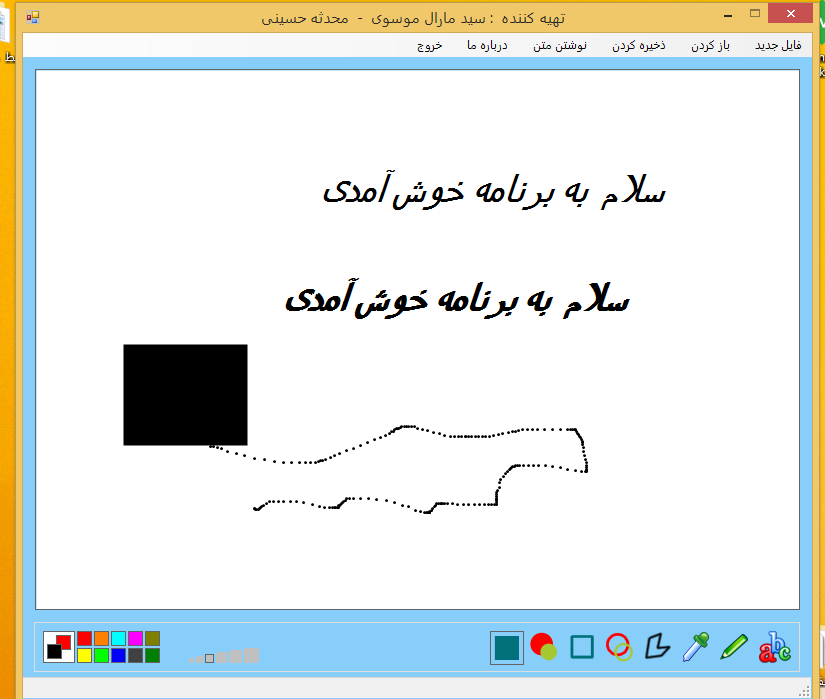 تهیه کننده : سید مارال موسوی - محدثه حسینی
فایل جدید باز کردن ذخیره کردن نوشتن متن درباره ما خروج
سلام به برنامه خوش آمدی
سلام به برنامه خوش آمدی
abc